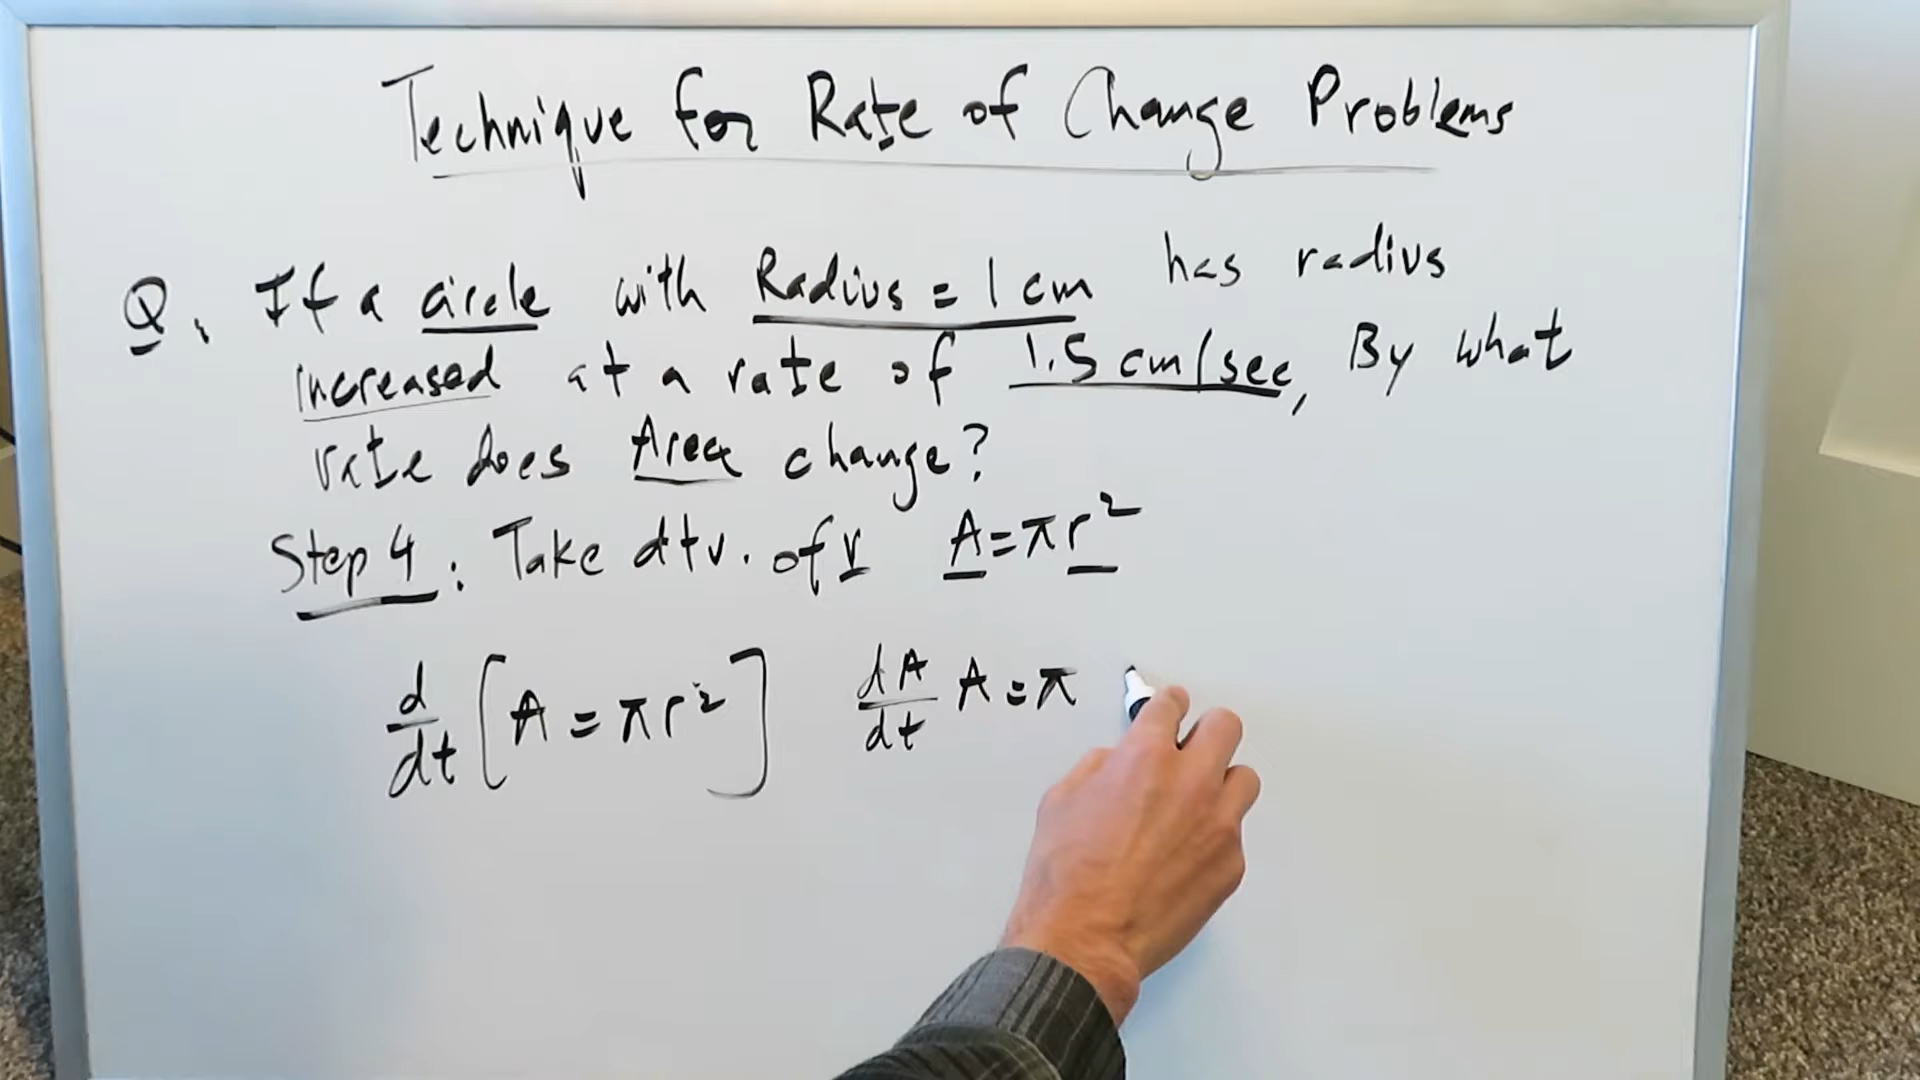 Technique for Rate of Change Problems
Q. If a circle with Radius = 1 cm has radius
increased at a rate of 1.5 cm/sec, By what
rate does Area change?
Step 4: Take dtv. of r A = πr²
d/dt [A = πr²] dA/dt A = π